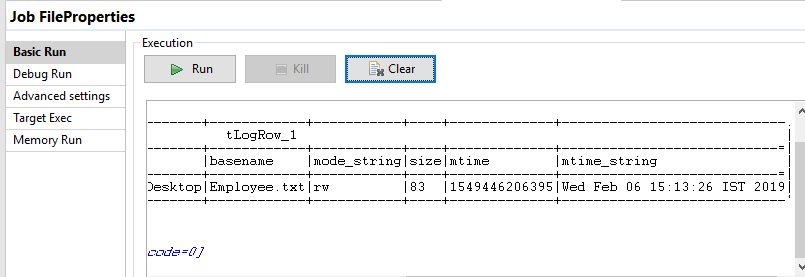 Job FileProperties
Basic Run
Debug Run
Advanced settings
Target Exec
Memory Run
Execution
Run
Kill
Clear
tLogRow_1
|basename |mode_string|size|mtime |mtime_string |
Desktop|Employee.txt|rw |83 |1549446206395|Wed Feb 06 15:13:26 IST 2019|
code=0]